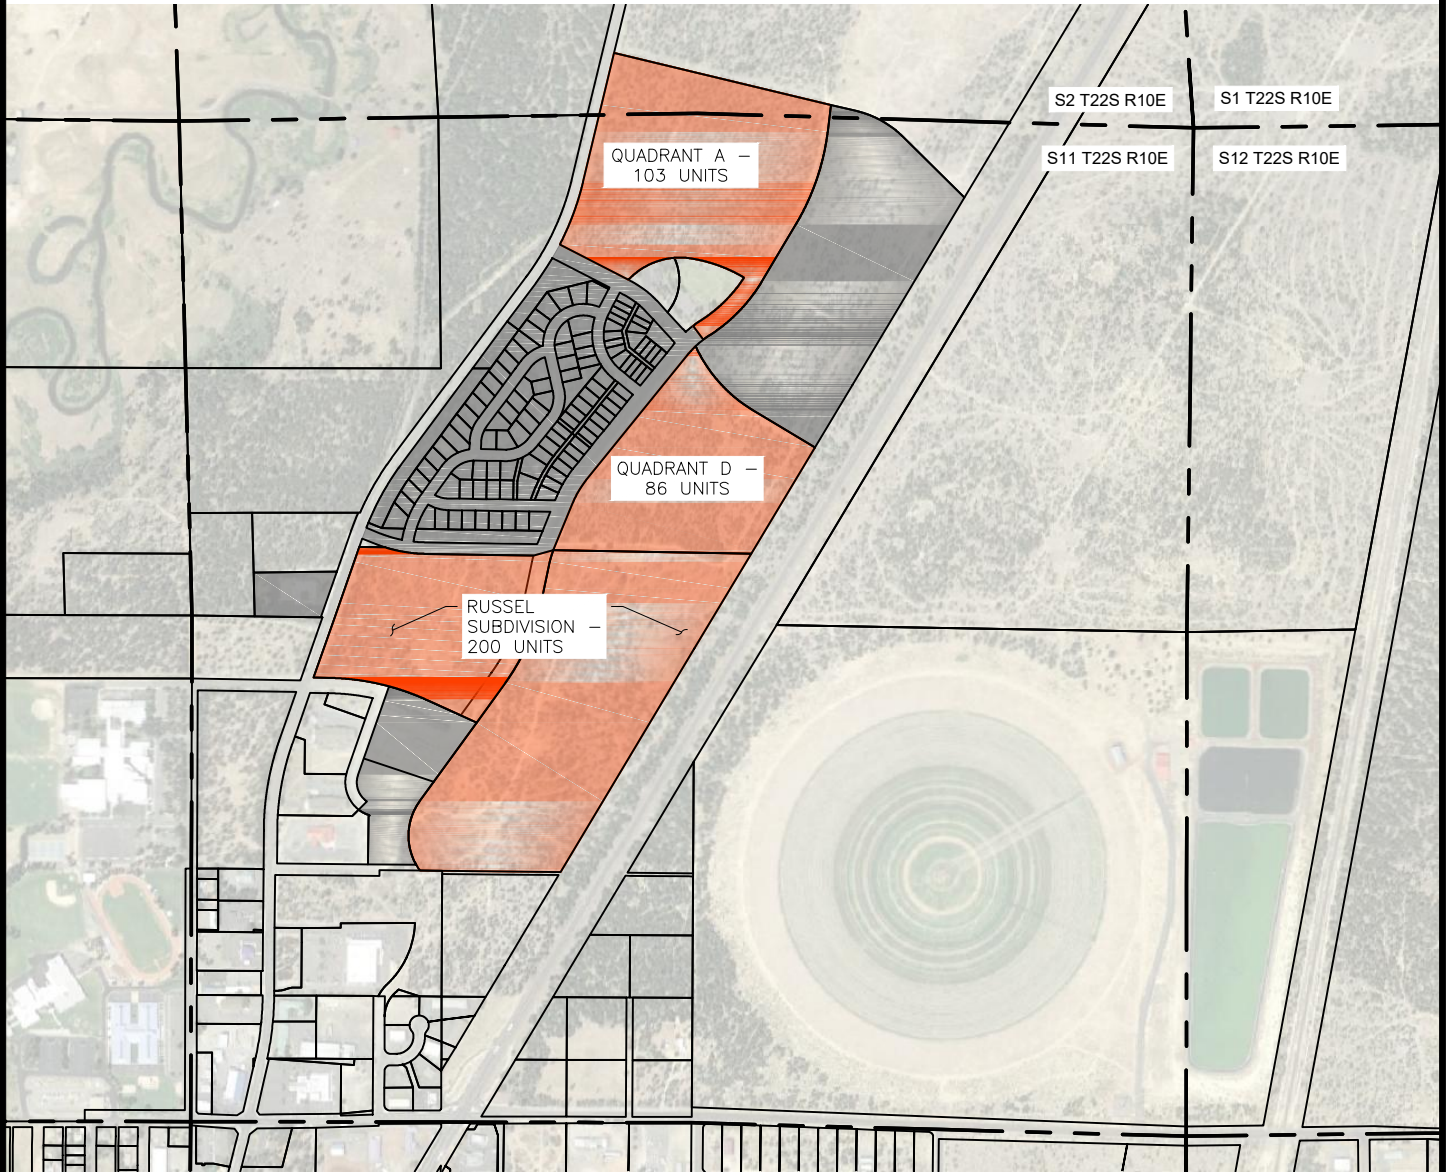 S2 T22S R10E
S1 T22S R10E
S11 T22S R10E
S12 T22S R10E
QUADRANT A –
103 UNITS
QUADRANT D –
86 UNITS
RUSSEL
SUBDIVISION –
200 UNITS